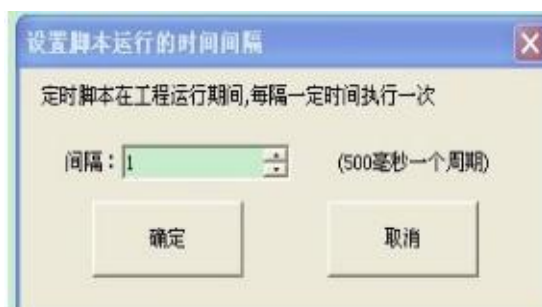 设置脚本运行的时间间隔
定时脚本在工程运行期间,每隔一定时间执行一次
间隔：1 (500毫秒一个周期)
确定 取消